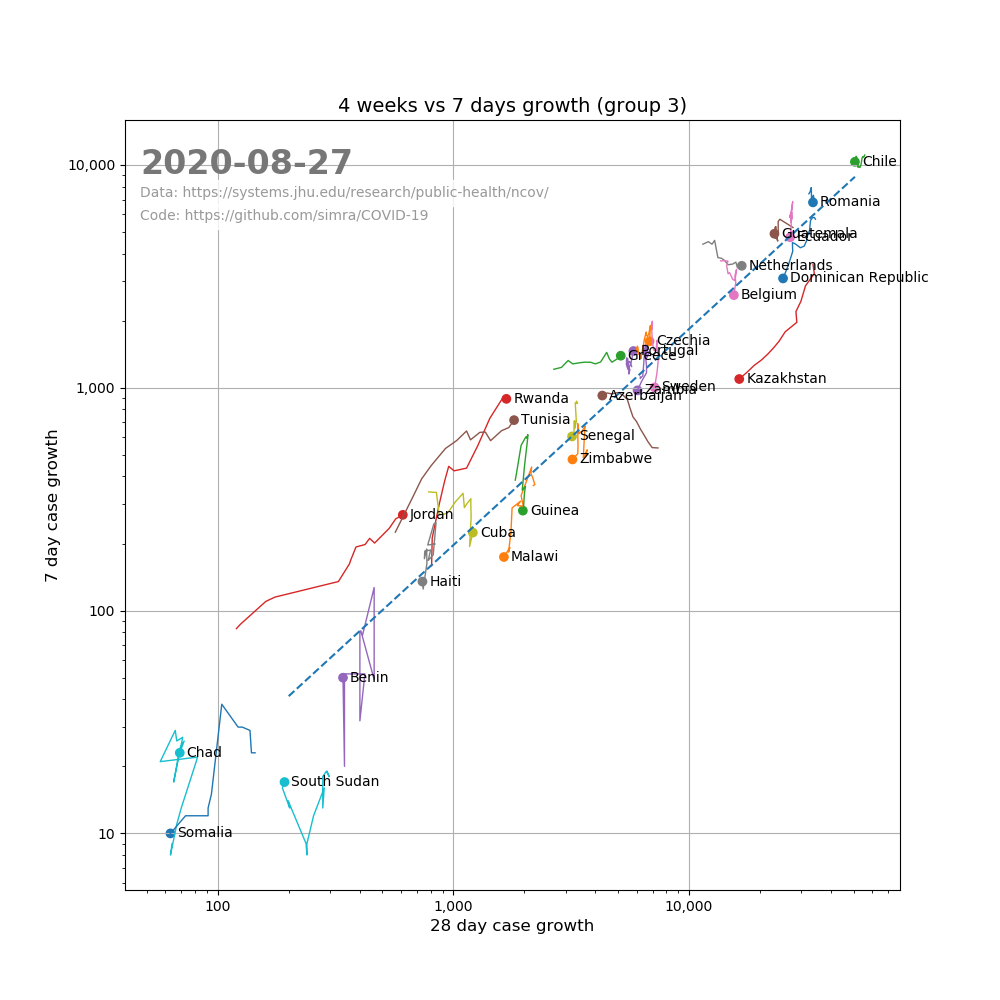 4 weeks vs 7 days growth (group 3)
2020-08-27
Data: https://systems.jhu.edu/research/public-health/ncov/
Code: https://github.com/simra/COVID-19
10,000
1,000
100
10
7 day case growth
Chile
Romania
Guatemala
Ecuador
Netherlands
Dominican Republic
Belgium
Czechia
Portugal
Greece
Kazakhstan
Sweden
Zambia
Azerbaijan
Rwanda
Tunisia
Senegal
Zimbabwe
Jordan
Guinea
Cuba
Malawi
Haiti
Benin
Chad
South Sudan
Somalia
100
1,000
10,000
28 day case growth